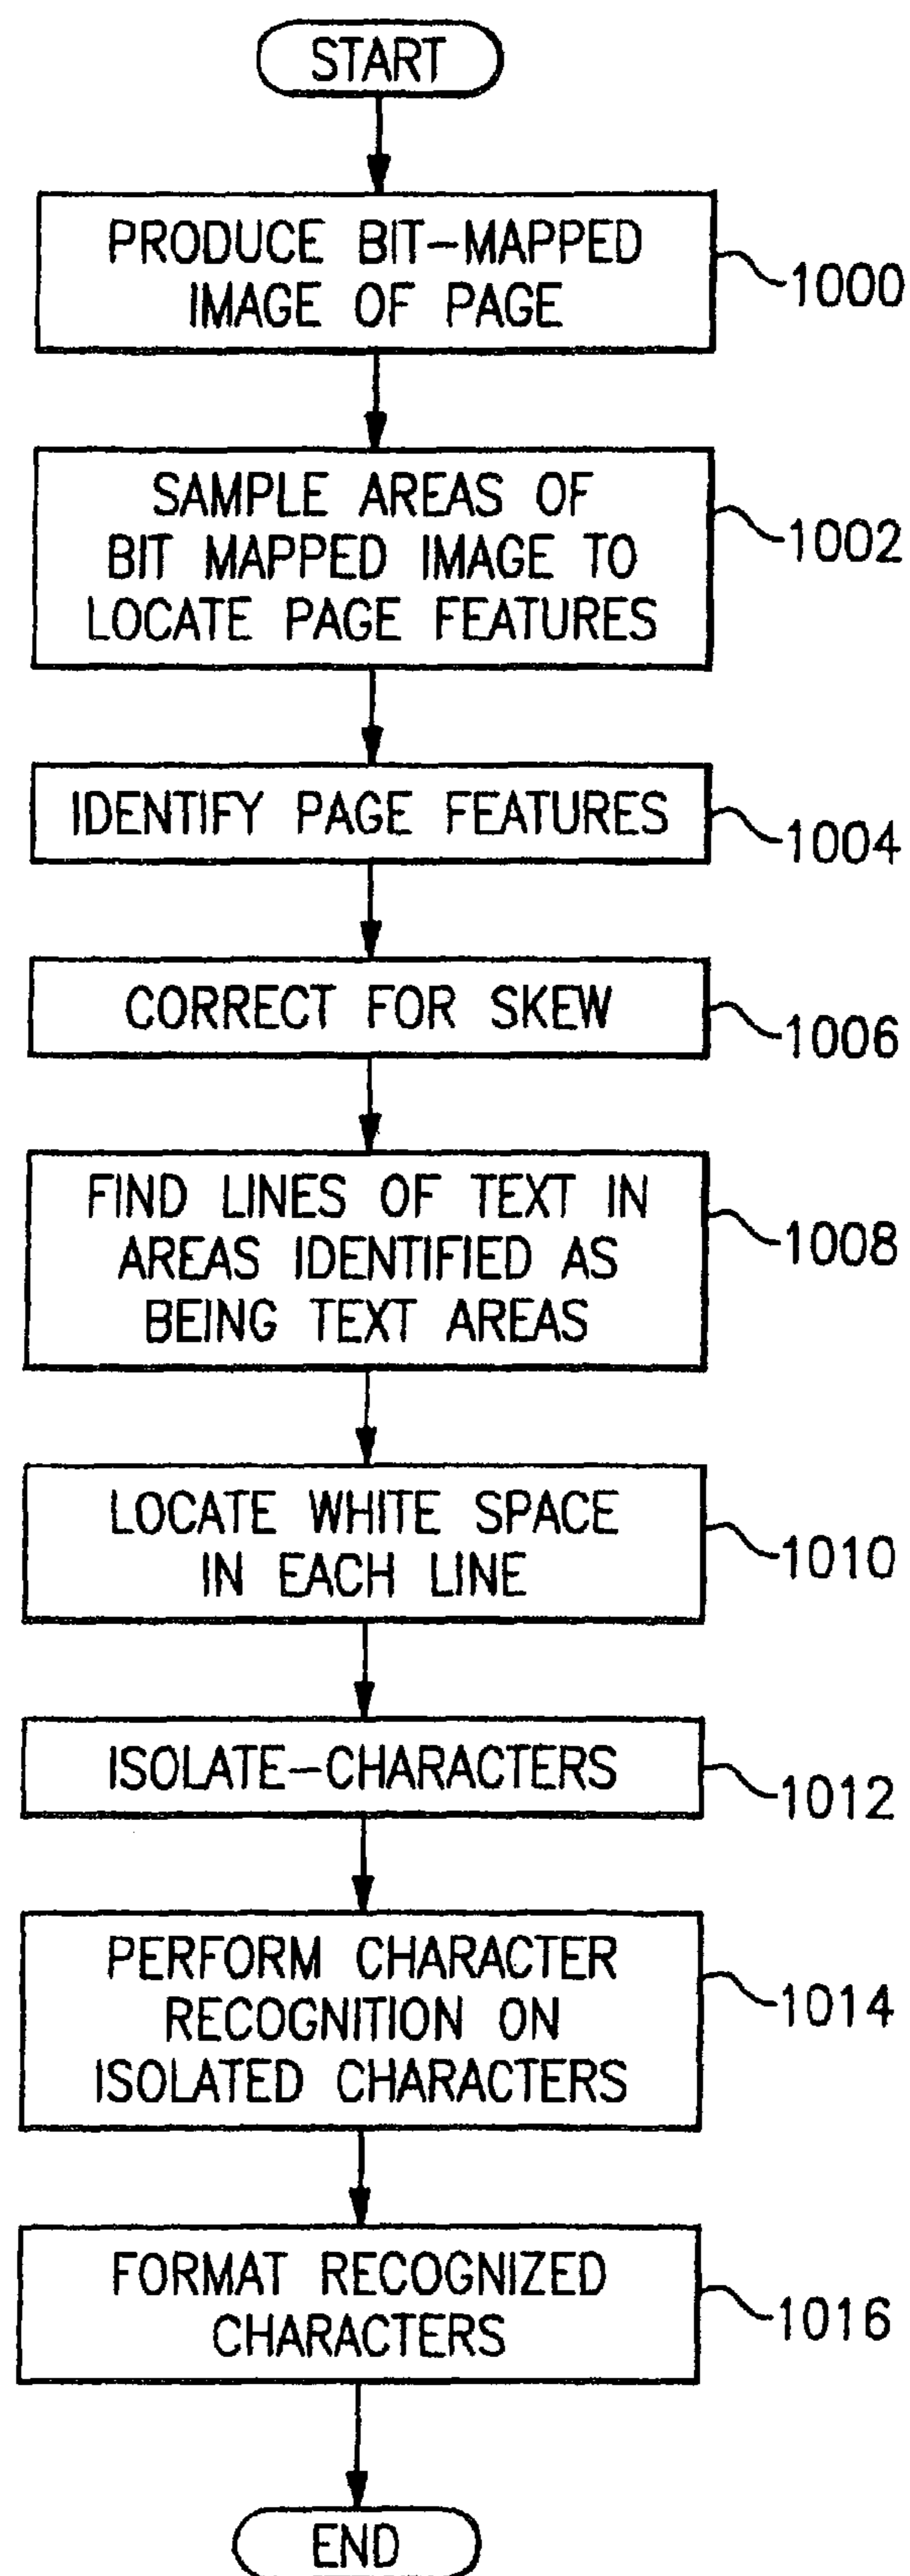 START
PRODUCE BIT-MAPPED
IMAGE OF PAGE
1000
SAMPLE AREAS OF
BIT MAPPED IMAGE TO
LOCATE PAGE FEATURES
1002
IDENTIFY PAGE FEATURES
1004
CORRECT FOR SKEW
1006
FIND LINES OF TEXT IN
AREAS IDENTIFIED AS
BEING TEXT AREAS
1008
LOCATE WHITE SPACE
IN EACH LINE
1010
ISOLATE-CHARACTERS
1012
PERFORM CHARACTER
RECOGNITION ON
ISOLATED CHARACTERS
1014
FORMAT RECOGNIZED
CHARACTERS
1016
END